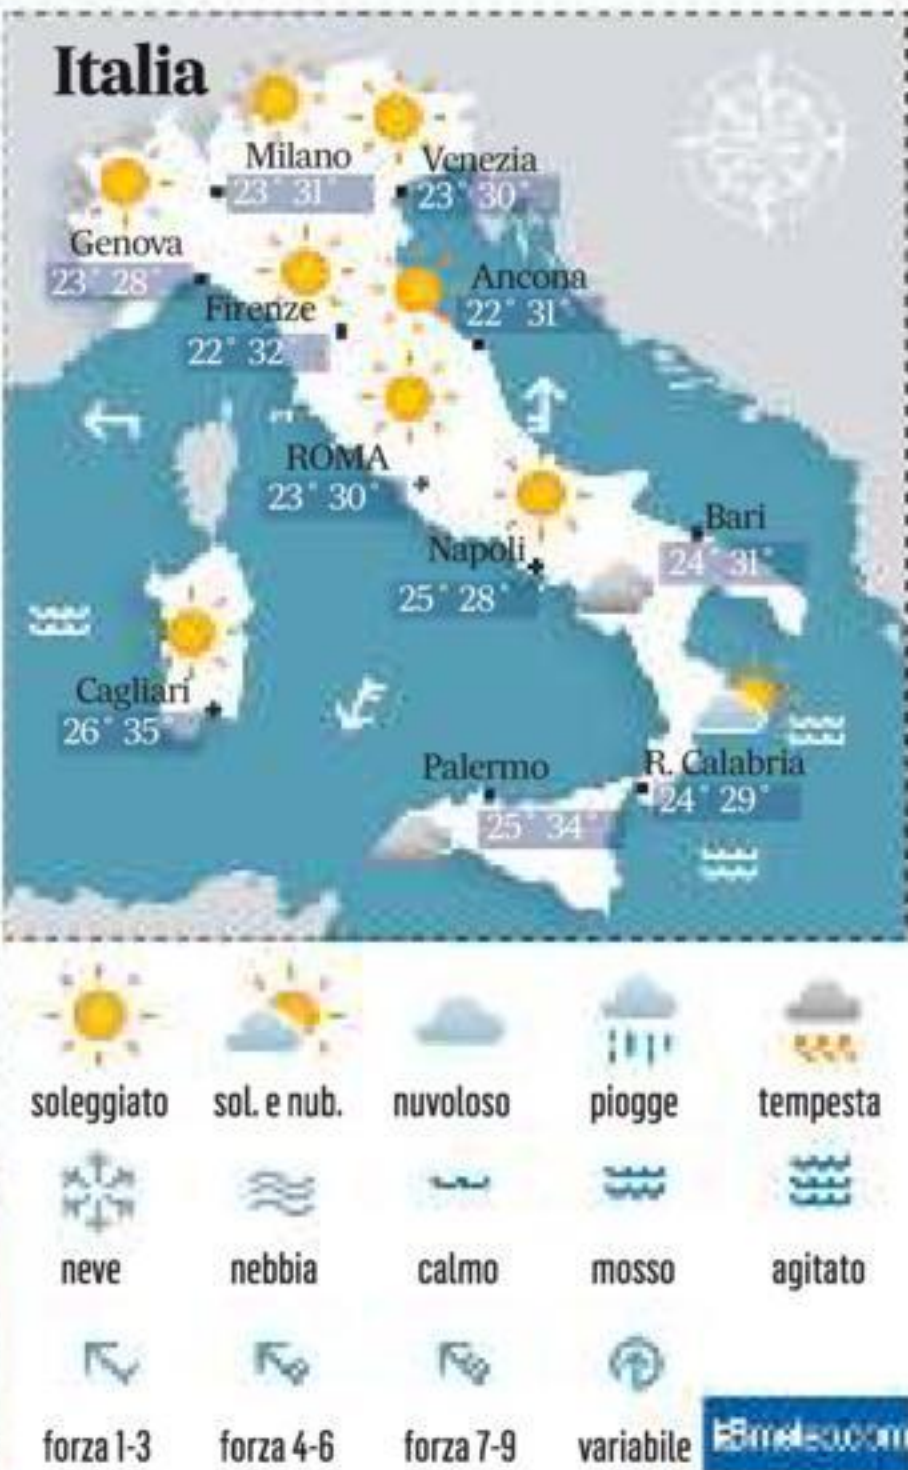 Italia
Milano
23° 31°
Venezia
23° 30°
Genova
23° 28°
Firenze
22° 32
Ancona
22° 31°
ROMA
23° 30°
Napoli
25° 28°
Bari
24° 31°
Cagliari
26° 35°
Palermo
25° 34°
R. Calabria
24° 29°
soleggiato sol. e nub. nuvoloso piogge tempesta
neve nebbia calmo mosso agitato
forza 1-3 forza 4-6 forza 7-9 variabile